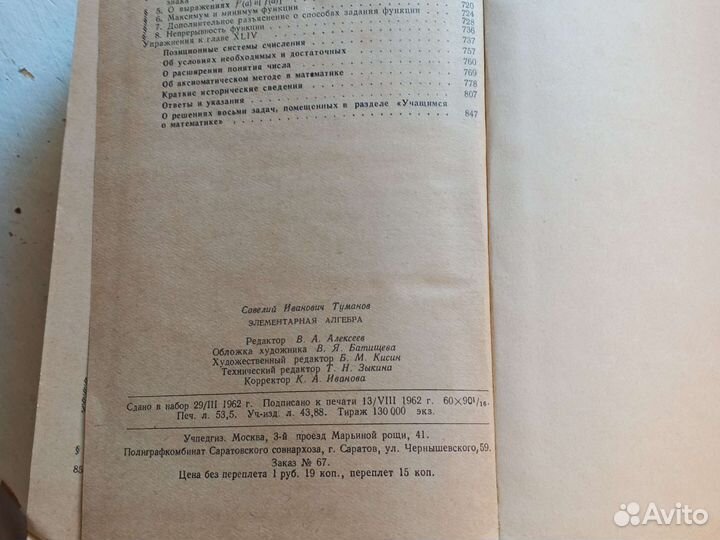 знака
§ 5. О выражениях F(a) и f(a)
720
6. Максимум и минимум функции
724
7. Дополнительное разъяснение о способах задания функции
728
8. Непрерывность функции
736
Упражнения к главе XLIV
737
Позиционные системы счисления
757
Об условиях необходимых и достаточных
760
О расширении понятия числа
769
Об аксиоматическом методе в математике
778
Краткие исторические сведения
807
Ответы и указания
О решениях восьми задач, помещенных в разделе «Учащимся
о математике»
847
Савелий Иванович Туманов
ЭЛЕМЕНТАРНАЯ АЛГЕБРА
Редактор В. А. Алексеев
Обложка художника В. Я. Батищева
Художественный редактор Б. М. Кисин
Технический редактор Т. Н. Зыкина
Корректор К. А. Иванова
Сдано в набор 29/III 1962 г. Подписано к печати 13/VIII 1962 г. 60×90 1/16.
Печ. л. 53,5. Уч.-изд. л. 43,88. Тираж 130 000 экз.
Учпедгиз. Москва, 3-й проезд Марьиной рощи, 41.
Полиграфкомбинат Саратовского совнархоза, г. Саратов, ул. Чернышевского, 59.
Заказ № 67.
Цена без переплета 1 руб. 19 коп., переплет 15 коп.
§
85
Avito